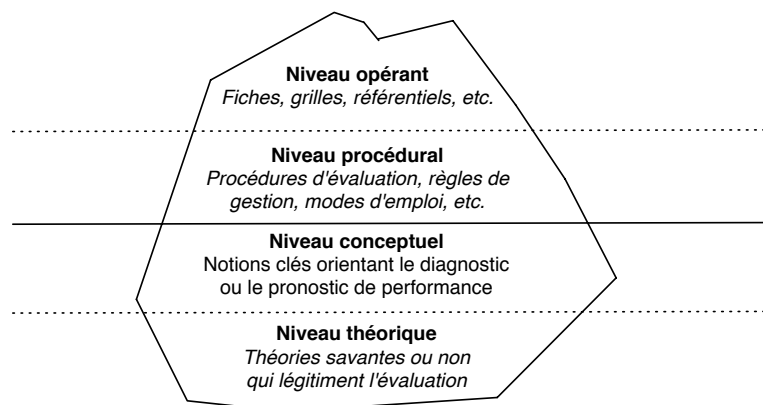 Niveau opérant
Fiches, grilles, référentiels, etc.
Niveau procédural
Procédures d'évaluation, règles de
gestion, modes d'emploi, etc.
Niveau conceptuel
Notions clés orientant le diagnostic
ou le pronostic de performance
Niveau théorique
Théories savantes ou non
qui légitiment l'évaluation